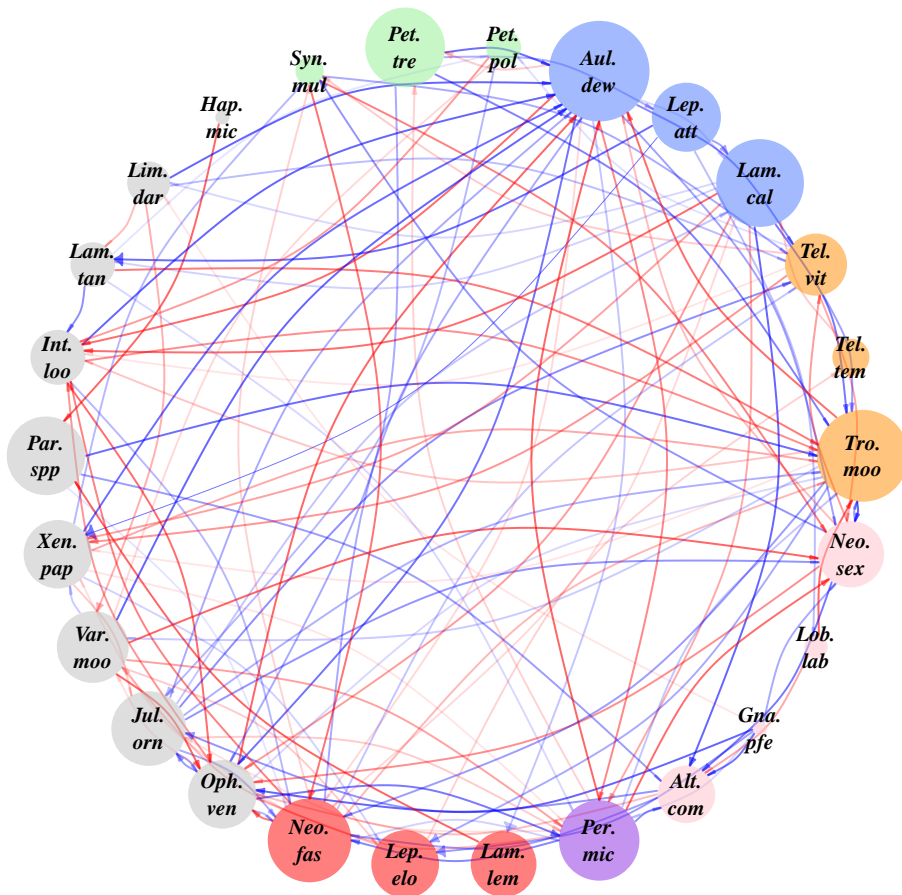 Pet.
tre
Pet.
pol
Aul.
dew
Lep.
att
Lam.
cal
Tel.
vit
Tel.
tem
Tro.
moo
Neo.
sex
Lob.
lab
Gna.
pfe
Alt.
com
Per.
mic
Lam.
lem
Lep.
elo
Neo.
fas
Oph.
ven
Jul.
orn
Var.
moo
Xen.
pap
Par.
spp
Int.
loo
Lam.
tan
Lim.
dar
Hap.
mic
Syn.
mul